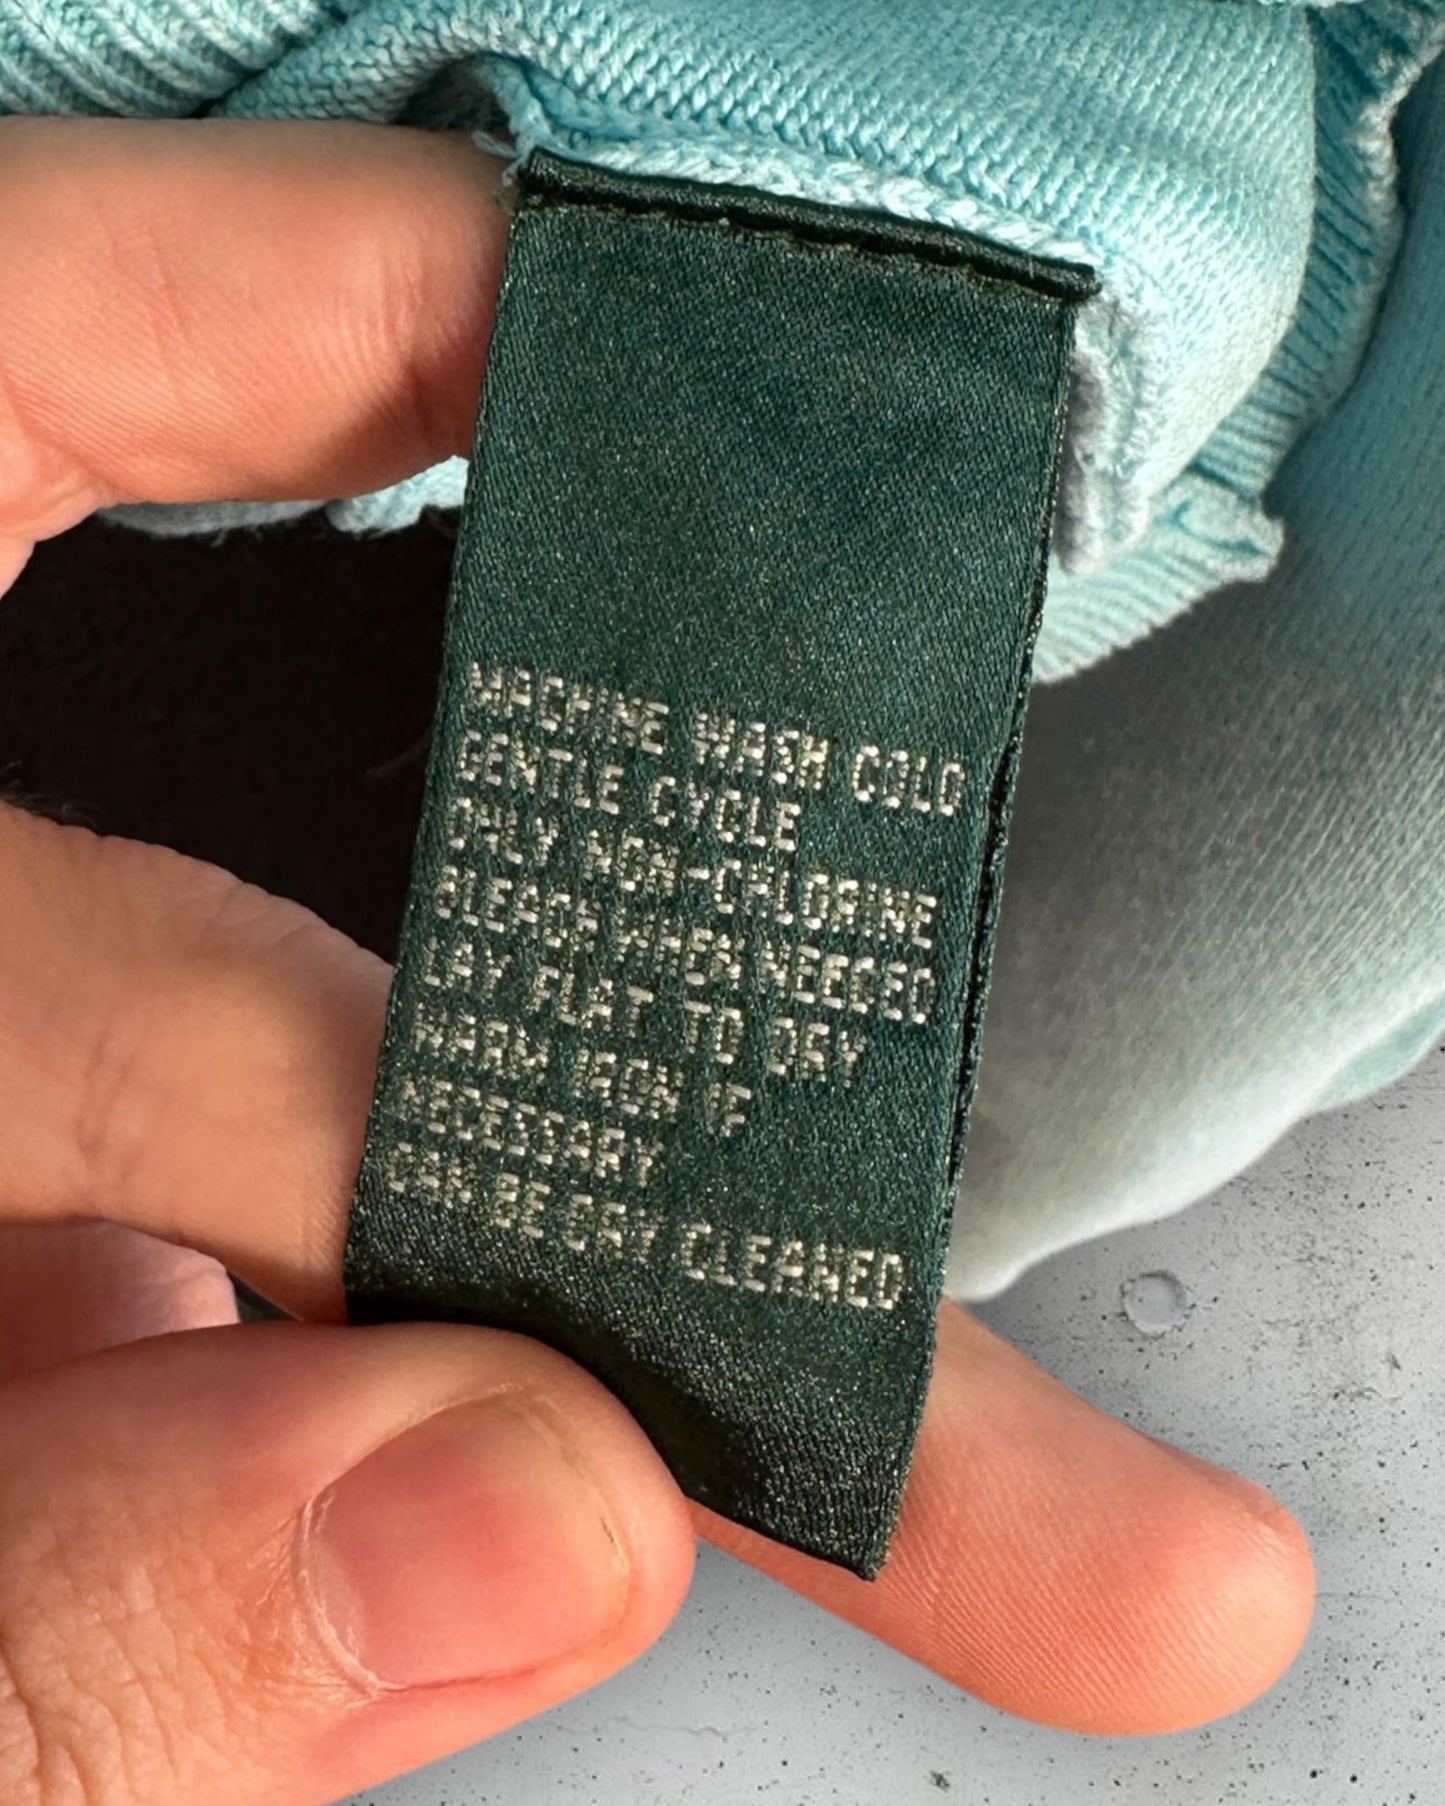 MACHINE WASH COLD
GENTLE CYCLE
ONLY NON-CHLORINE
BLEACH WHEN NEEDED
LAY FLAT TO DRY
WARM IRON IF
NECESSARY
CAN BE DRY CLEANED